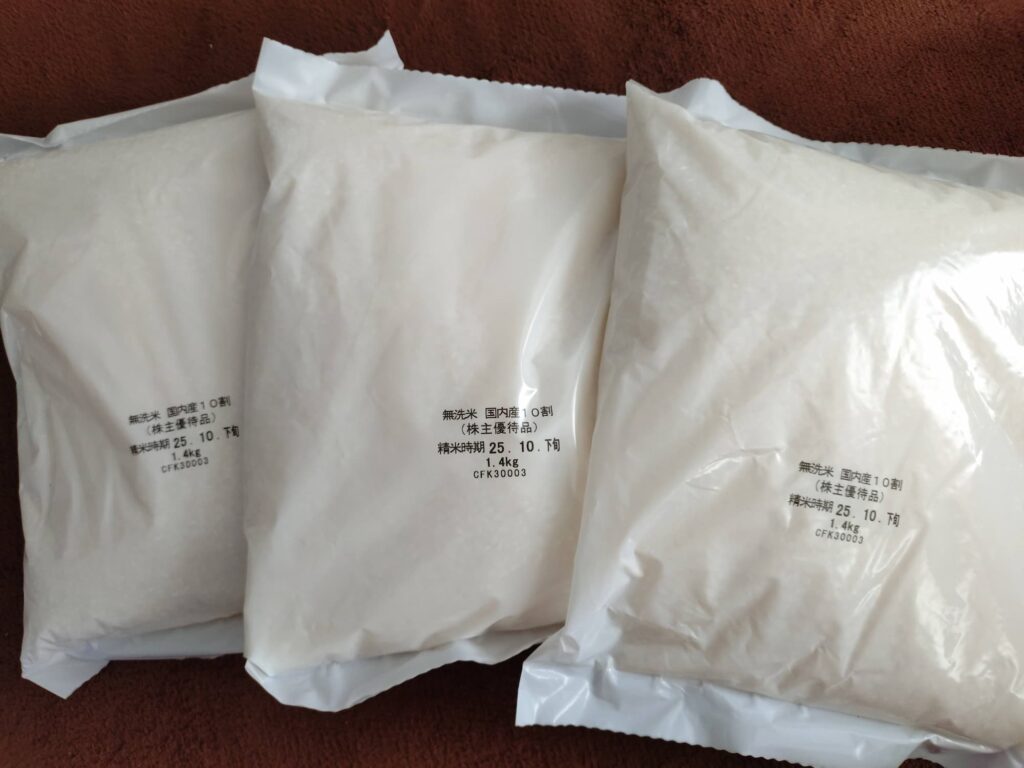 無洗米 国内産10割
(株主優待品)
精米時期 25.10.下旬
1.4kg
CFK30003
無洗米 国内産10割
(株主優待品)
精米時期 25.10.下旬
1.4kg
CFK30003
無洗米 国内産10割
(株主優待品)
精米時期 25.10.下旬
1.4kg
CFK30003